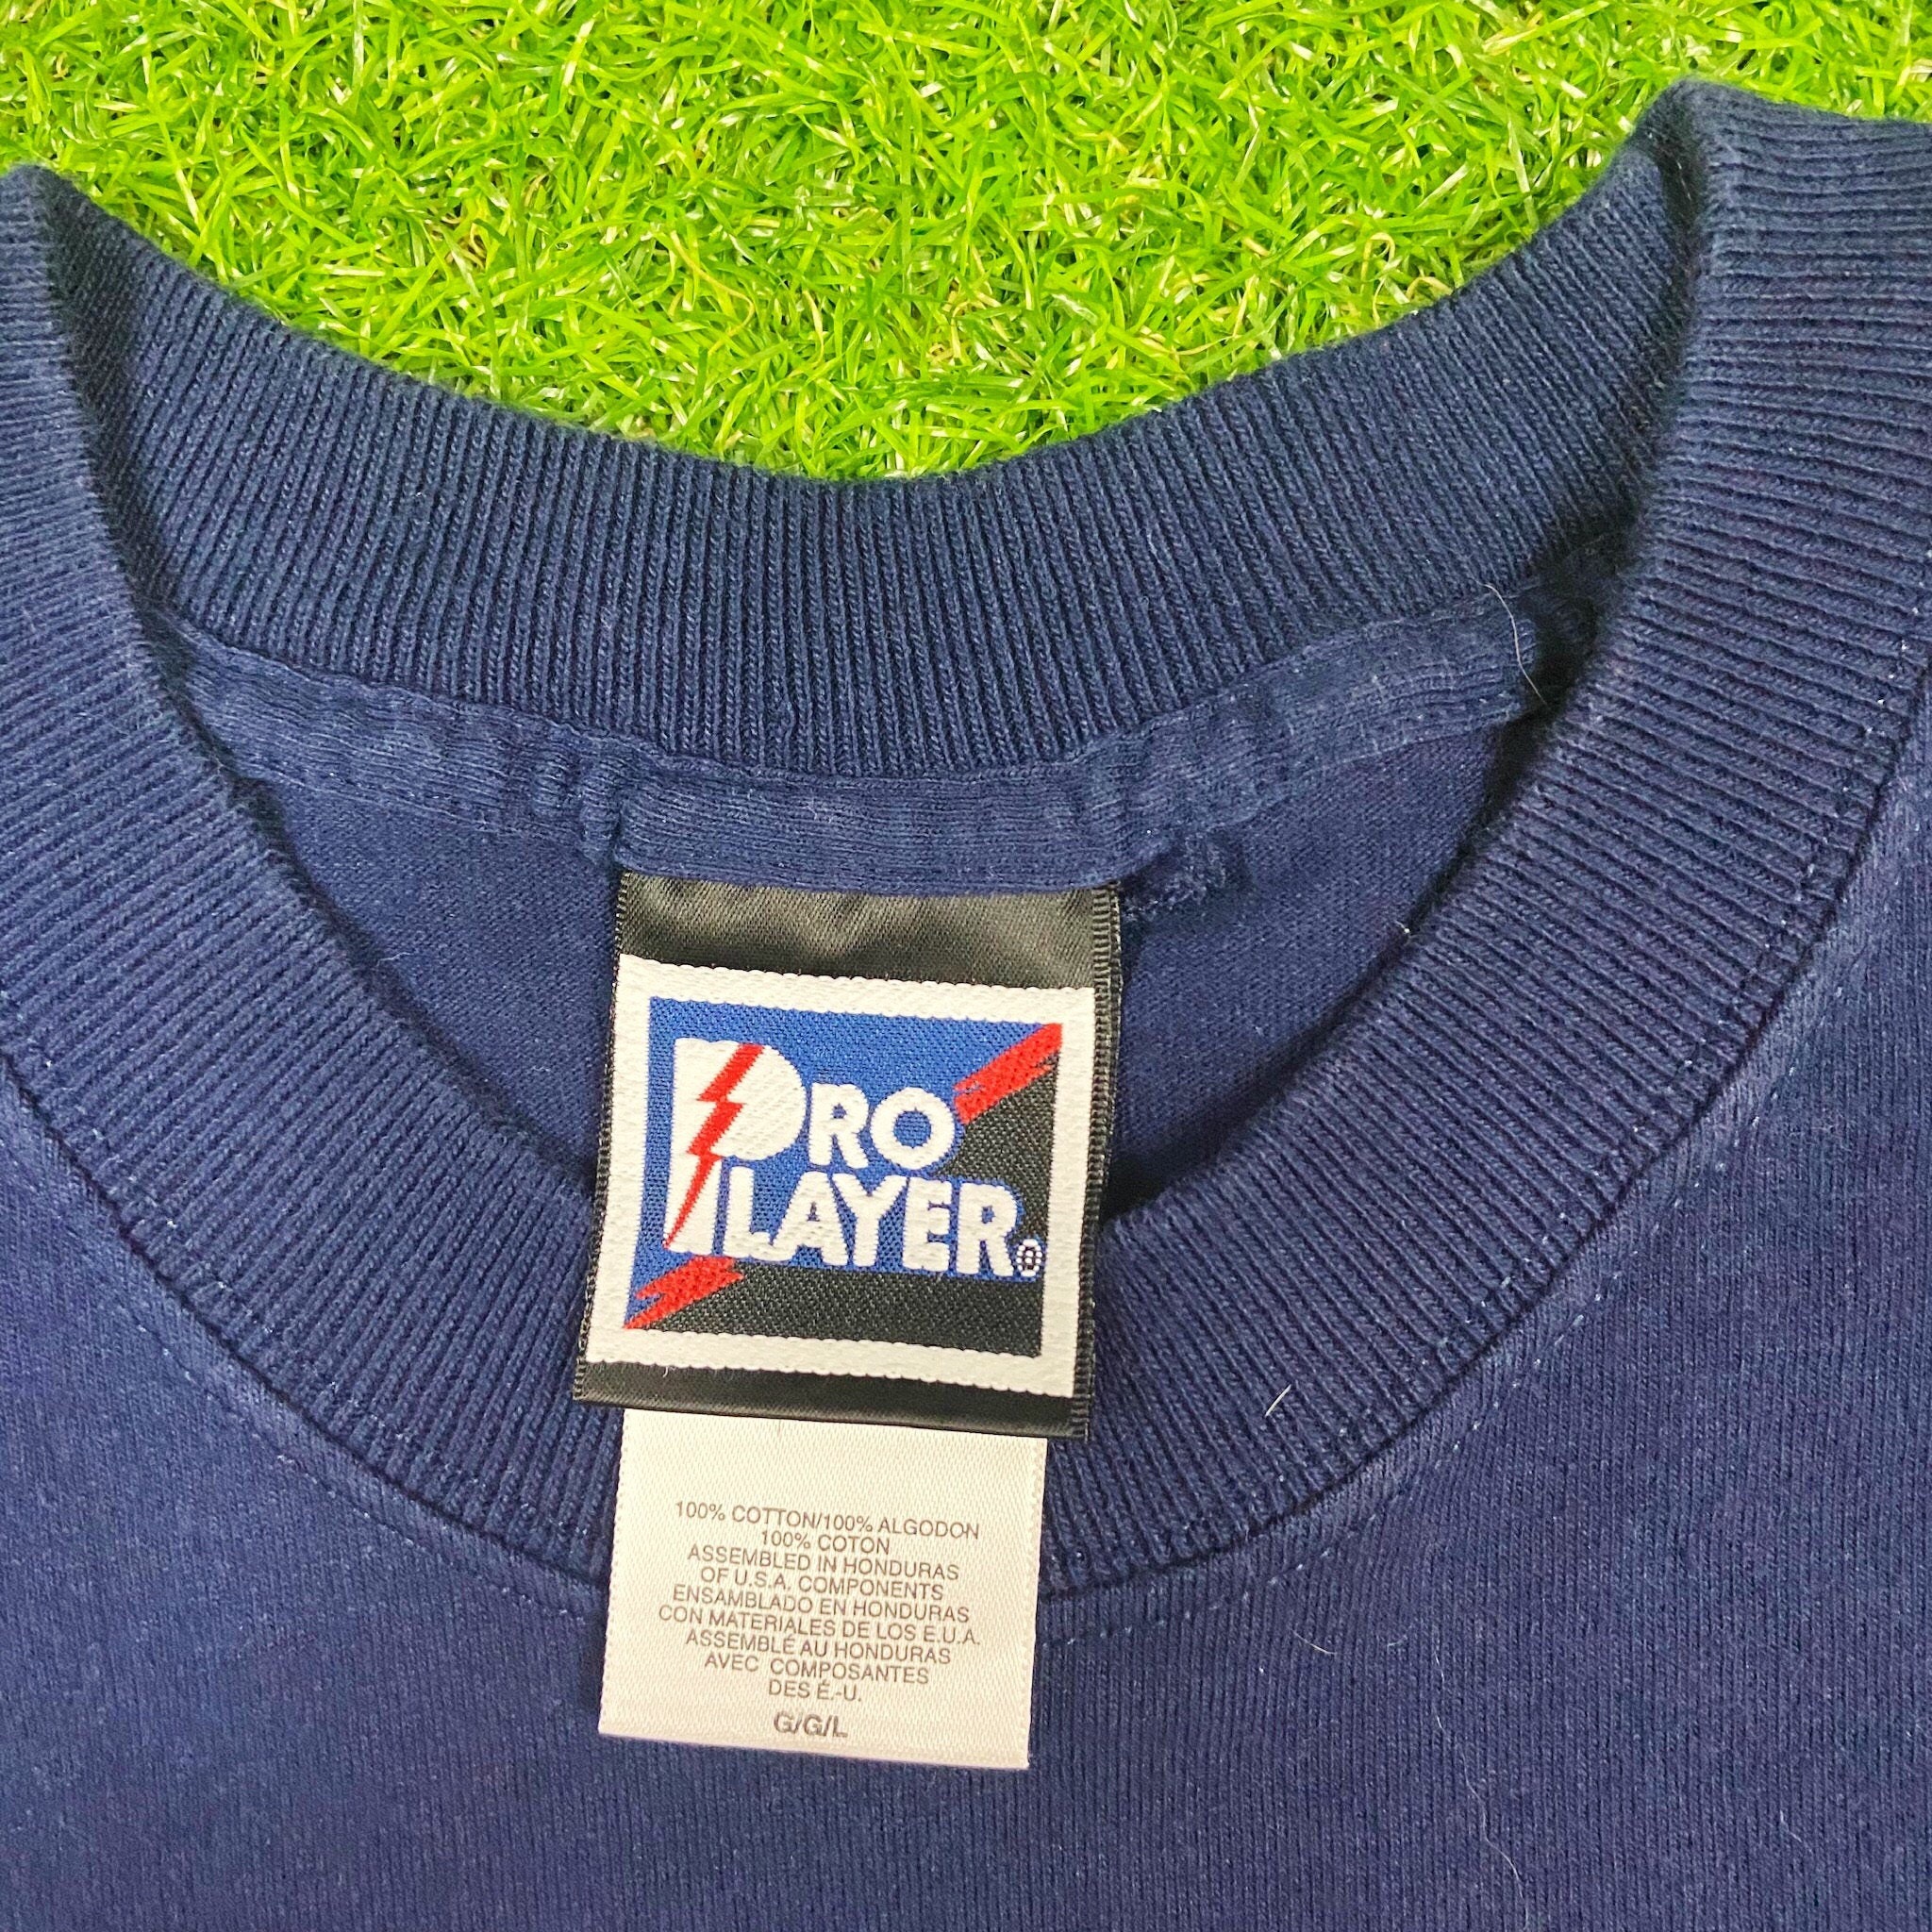 PRO
PLAYER®
100% COTTON/100% ALGODON
100% COTON
ASSEMBLED IN HONDURAS
OF U.S.A. COMPONENTS
ENSAMBLADO EN HONDURAS
CON MATERIALES DE LOS E.U.A.
ASSEMBLÉ AU HONDURAS
AVEC COMPOSANTES
DES É.-U.
G/G/L